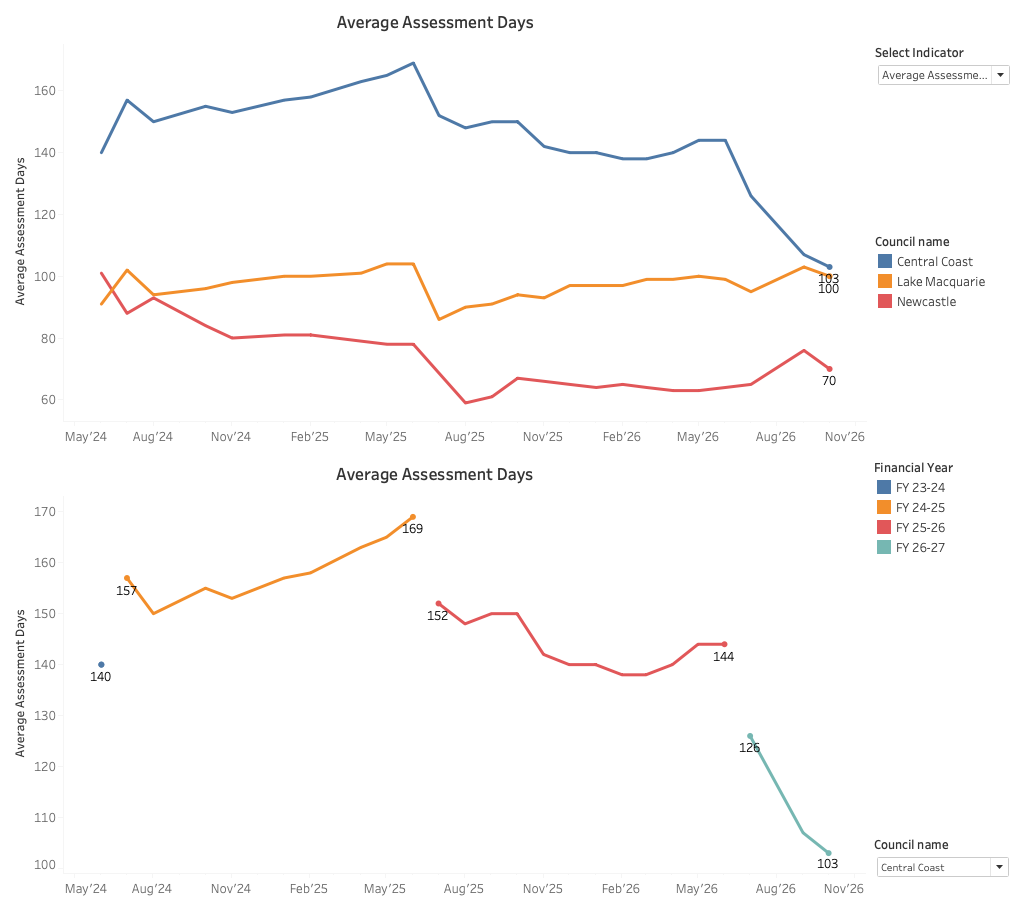 Average Assessment Days
Select Indicator
Average Assessme...
Average Assessment Days
160
140
120
100
80
60
103
100
70
Council name
Central Coast
Lake Macquarie
Newcastle
May'24 Aug'24 Nov'24 Feb'25 May'25 Aug'25 Nov'25 Feb'26 May'26 Aug'26 Nov'26
Average Assessment Days
Financial Year
FY 23-24
FY 24-25
FY 25-26
FY 26-27
Average Assessment Days
170
160
150
140
130
120
110
100
140
157
169
152
144
126
103
Council name
Central Coast
May'24 Aug'24 Nov'24 Feb'25 May'25 Aug'25 Nov'25 Feb'26 May'26 Aug'26 Nov'26